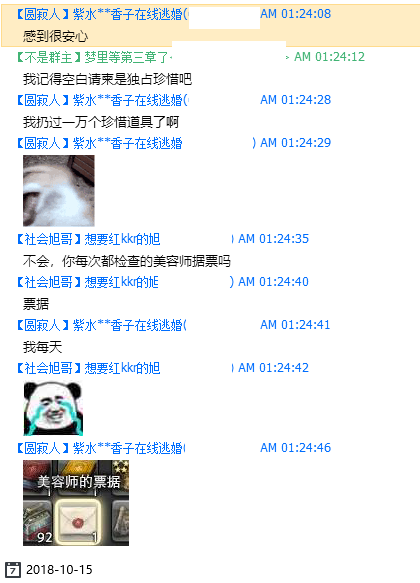 【圆寂人】紫水**香子在线逃婚( AM 01:24:08
感到很安心
【不是群主】梦里等第三章了 AM 01:24:12
我记得空白请柬是独占珍惜吧
【圆寂人】紫水**香子在线逃婚( AM 01:24:28
我扔过一万个珍惜道具了啊
【圆寂人】紫水**香子在线逃婚 ) AM 01:24:29
【社会旭哥】想要红kkr的旭 ) AM 01:24:35
不会，你每次都检查的美容师据票吗
【社会旭哥】想要红kkr的旭 ) AM 01:24:40
票据
【圆寂人】紫水**香子在线逃婚( AM 01:24:41
我每天
【社会旭哥】想要红kkr的旭 ) AM 01:24:42
【圆寂人】紫水**香子在线逃婚( AM 01:24:46
美容师的票据
1 1
92 1
7 2018-10-15